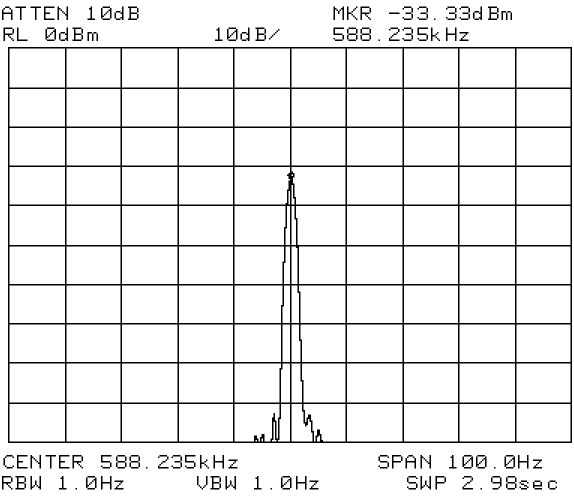 ATTEN 10dB MKR -33.33dBm
RL 0dBm 10dB/ 588.235kHz
CENTER 588.235kHz SPAN 100.0Hz
RBW 1.0Hz VBW 1.0Hz SWP 2.98sec